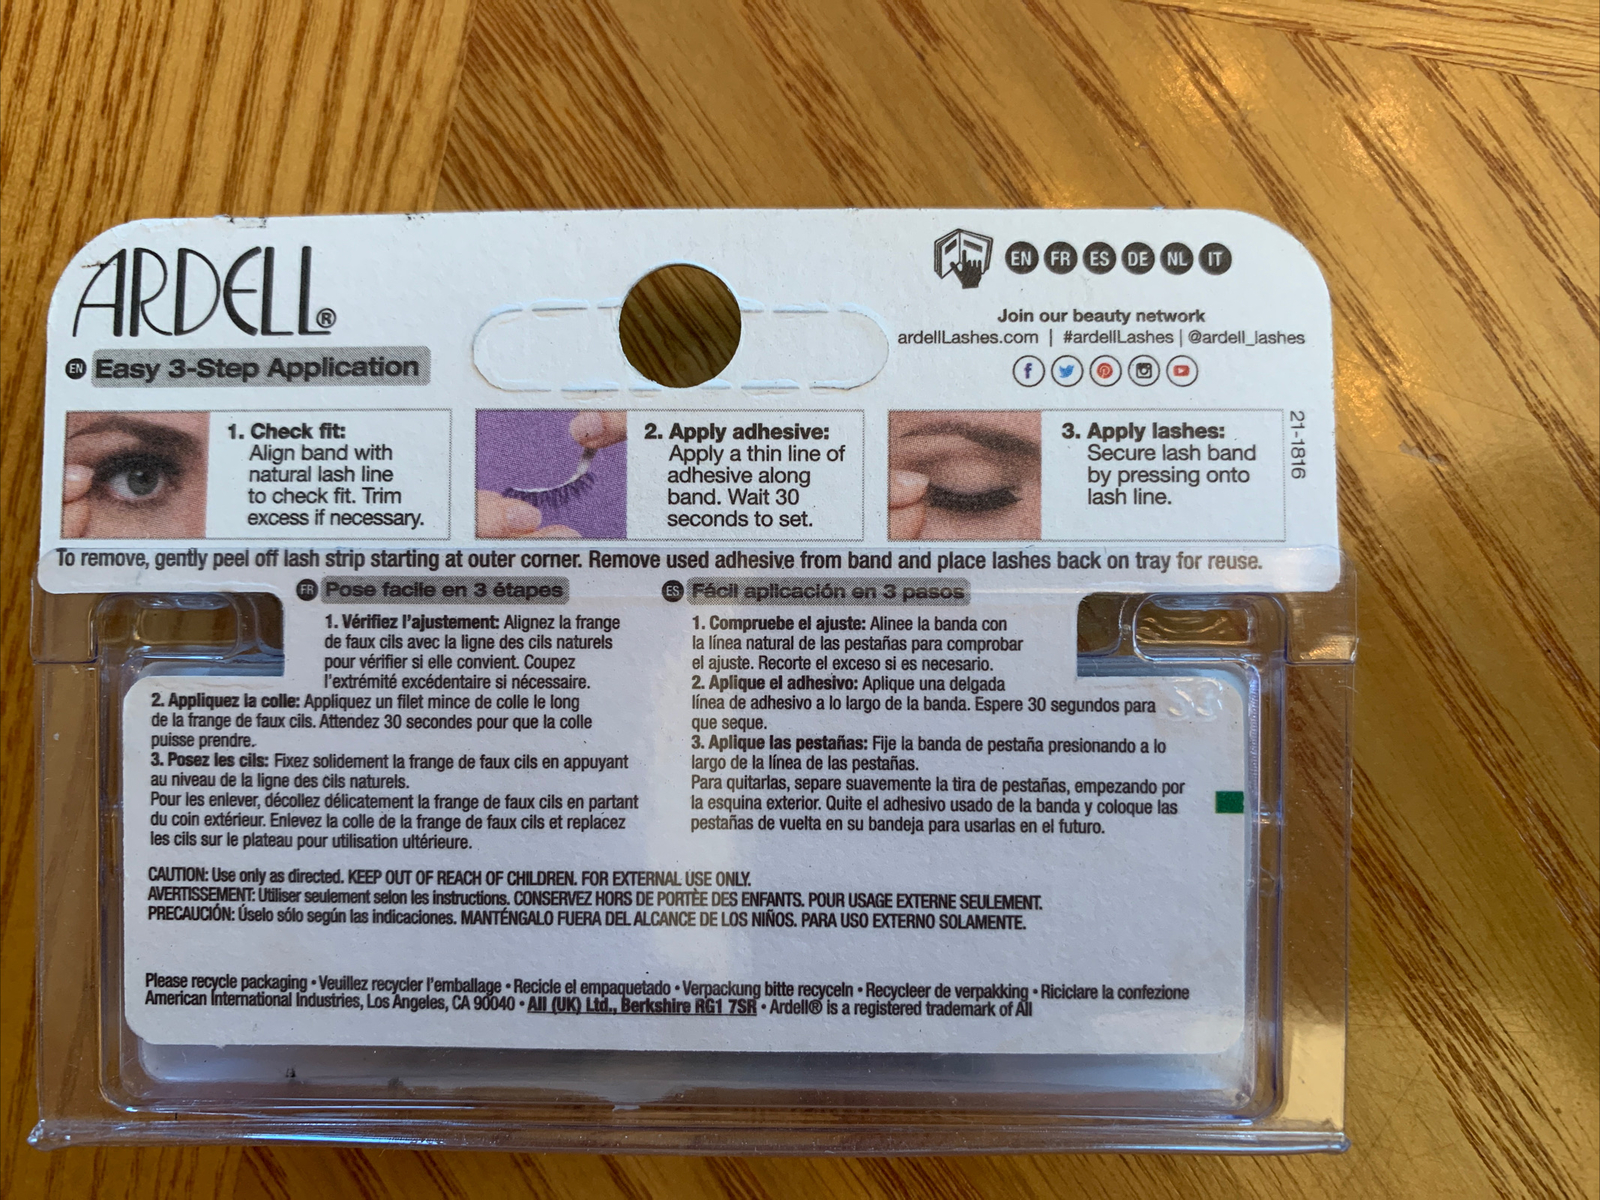 ARDELL®
EN Easy 3-Step Application
EN FR ES DE NL IT
Join our beauty network
ardellLashes.com | #ardellLashes | @ardell_lashes
1. Check fit:
Align band with
natural lash line
to check fit. Trim
excess if necessary.
2. Apply adhesive:
Apply a thin line of
adhesive along
band. Wait 30
seconds to set.
3. Apply lashes:
Secure lash band
by pressing onto
lash line.
21-1816
To remove, gently peel off lash strip starting at outer corner. Remove used adhesive from band and place lashes back on tray for reuse.
FR Pose facile en 3 étapes
1. Vérifiez l'ajustement: Alignez la frange
de faux cils avec la ligne des cils naturels
pour vérifier si elle convient. Coupez
l'extrémité excédentaire si nécessaire.
2. Appliquez la colle: Appliquez un filet mince de colle le long
de la frange de faux cils. Attendez 30 secondes pour que la colle
puisse prendre.
3. Posez les cils: Fixez solidement la frange de faux cils en appuyant
au niveau de la ligne des cils naturels.
Pour les enlever, décollez délicatement la frange de faux cils en partant
du coin extérieur. Enlevez la colle de la frange de faux cils et replacez
les cils sur le plateau pour utilisation ultérieure.
ES Fácil aplicación en 3 pasos
1. Compruebe el ajuste: Alinee la banda con
la línea natural de las pestañas para comprobar
el ajuste. Recorte el exceso si es necesario.
2. Aplique el adhesivo: Aplique una delgada
línea de adhesivo a lo largo de la banda. Espere 30 segundos para
que seque.
3. Aplique las pestañas: Fije la banda de pestaña presionando a lo
largo de la línea de las pestañas.
Para quitarlas, separe suavemente la tira de pestañas, empezando por
la esquina exterior. Quite el adhesivo usado de la banda y coloque las
pestañas de vuelta en su bandeja para usarlas en el futuro.
33
CAUTION: Use only as directed. KEEP OUT OF REACH OF CHILDREN. FOR EXTERNAL USE ONLY.
AVERTISSEMENT: Utiliser seulement selon les instructions. CONSERVEZ HORS DE PORTÉE DES ENFANTS. POUR USAGE EXTERNE SEULEMENT.
PRECAUCIÓN: Úselo sólo según las indicaciones. MANTÉNGALO FUERA DEL ALCANCE DE LOS NIÑOS. PARA USO EXTERNO SOLAMENTE.
Please recycle packaging • Veuillez recycler l'emballage • Recicle el empaquetado • Verpackung bitte recyceln • Recycleer de verpakking • Riciclare la confezione
American International Industries, Los Angeles, CA 90040 • AII (UK) Ltd., Berkshire RG1 7SR • Ardell® is a registered trademark of AII